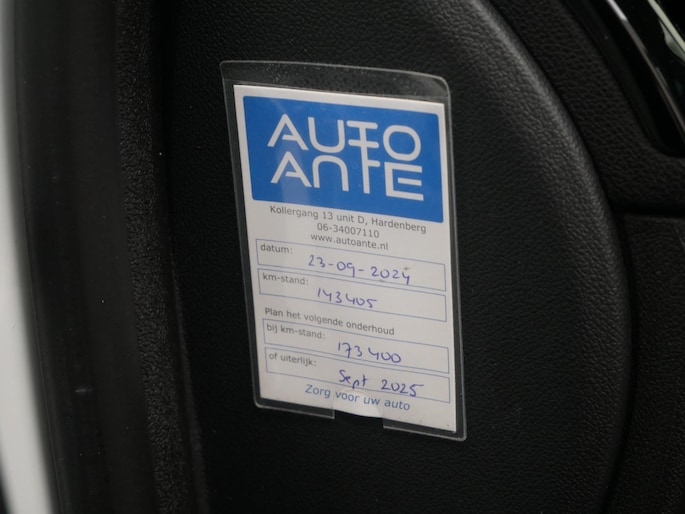 AUTO
ANTE
Kollergang 13 unit D, Hardenberg
06-34007110
www.autoante.nl
datum: 23-09-2024
km-stand: 143405
Plan het volgende onderhoud
bij km-stand: 173400
of uiterlijk: Sept 2025
Zorg voor uw auto